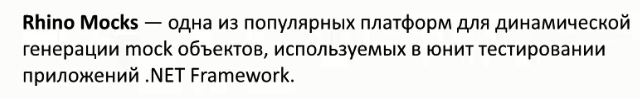 Rhino Mocks — одна из популярных платформ для динамической
генерации mock объектов, используемых в юнит тестировании
приложений .NET Framework.